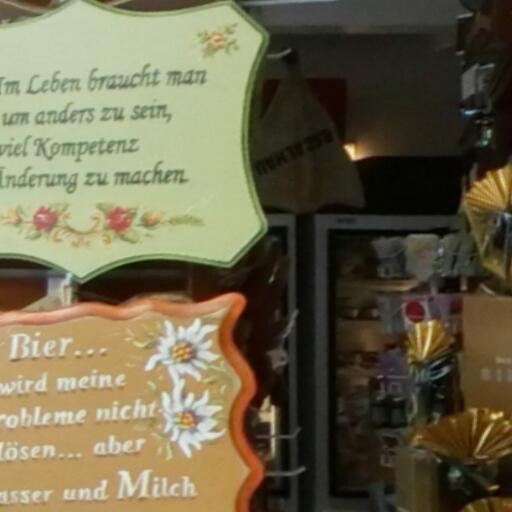 Im Leben braucht man
um anders zu sein,
viel Kompetenz
Änderung zu machen
Bier...
wird meine
robleme nicht
lösen... aber
asser und Milch